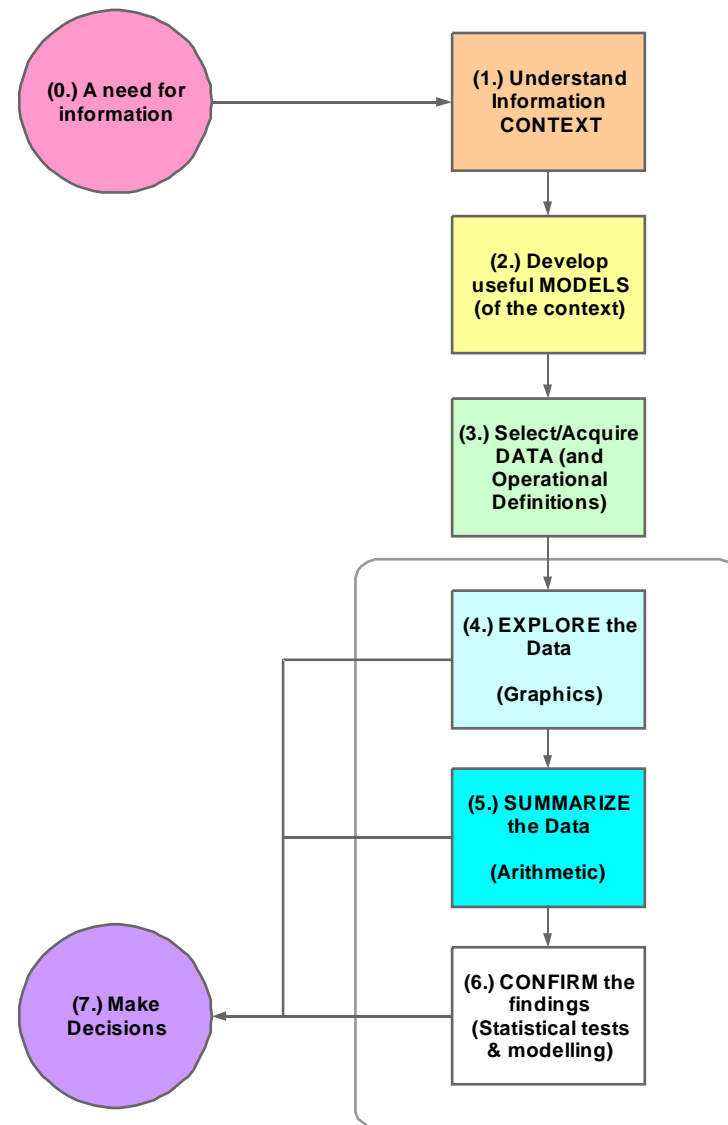 (0.) A need for
information
(1.) Understand
Information
CONTEXT
(2.) Develop
useful MODELS
(of the context)
(3.) Select/Acquire
DATA (and
Operational
Definitions)
(4.) EXPLORE the
Data
(Graphics)
(5.) SUMMARIZE
the Data
(Arithmetic)
(6.) CONFIRM the
findings
(Statistical tests
& modelling)
(7.) Make
Decisions